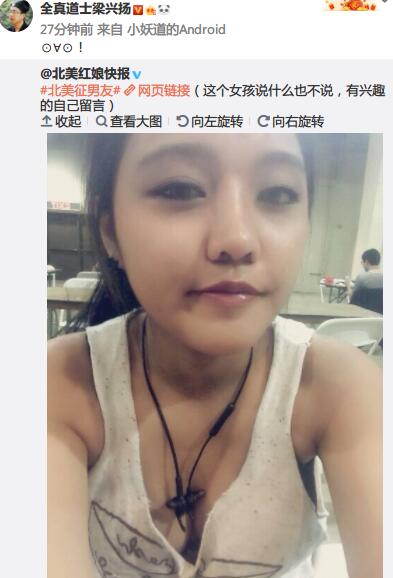 全真道士梁兴扬
27分钟前 来自 小妖道的Android
⊙∀⊙！
@北美红娘快报
#北美征男友# 网页链接（这个女孩说什么也不说，有兴趣
的自己留言）
收起 查看大图 向左旋转 向右旋转